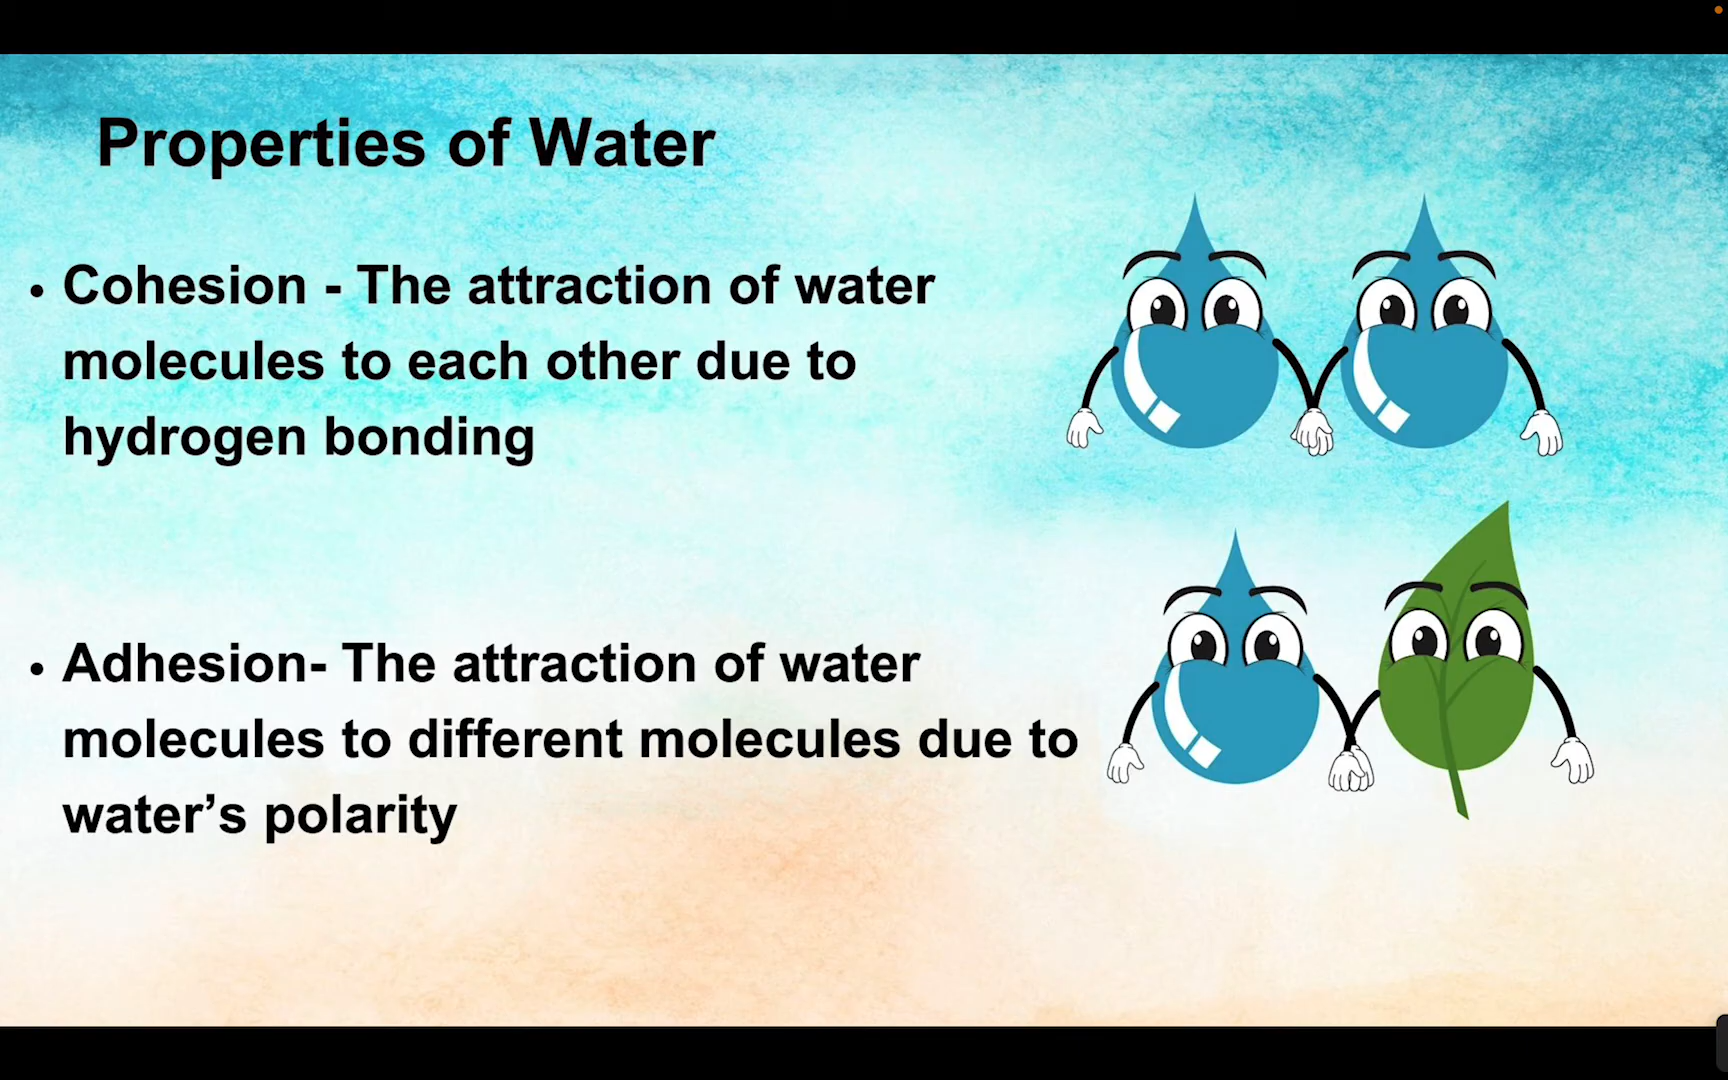 Properties of Water
• Cohesion - The attraction of water
molecules to each other due to
hydrogen bonding
• Adhesion- The attraction of water
molecules to different molecules due to
water’s polarity